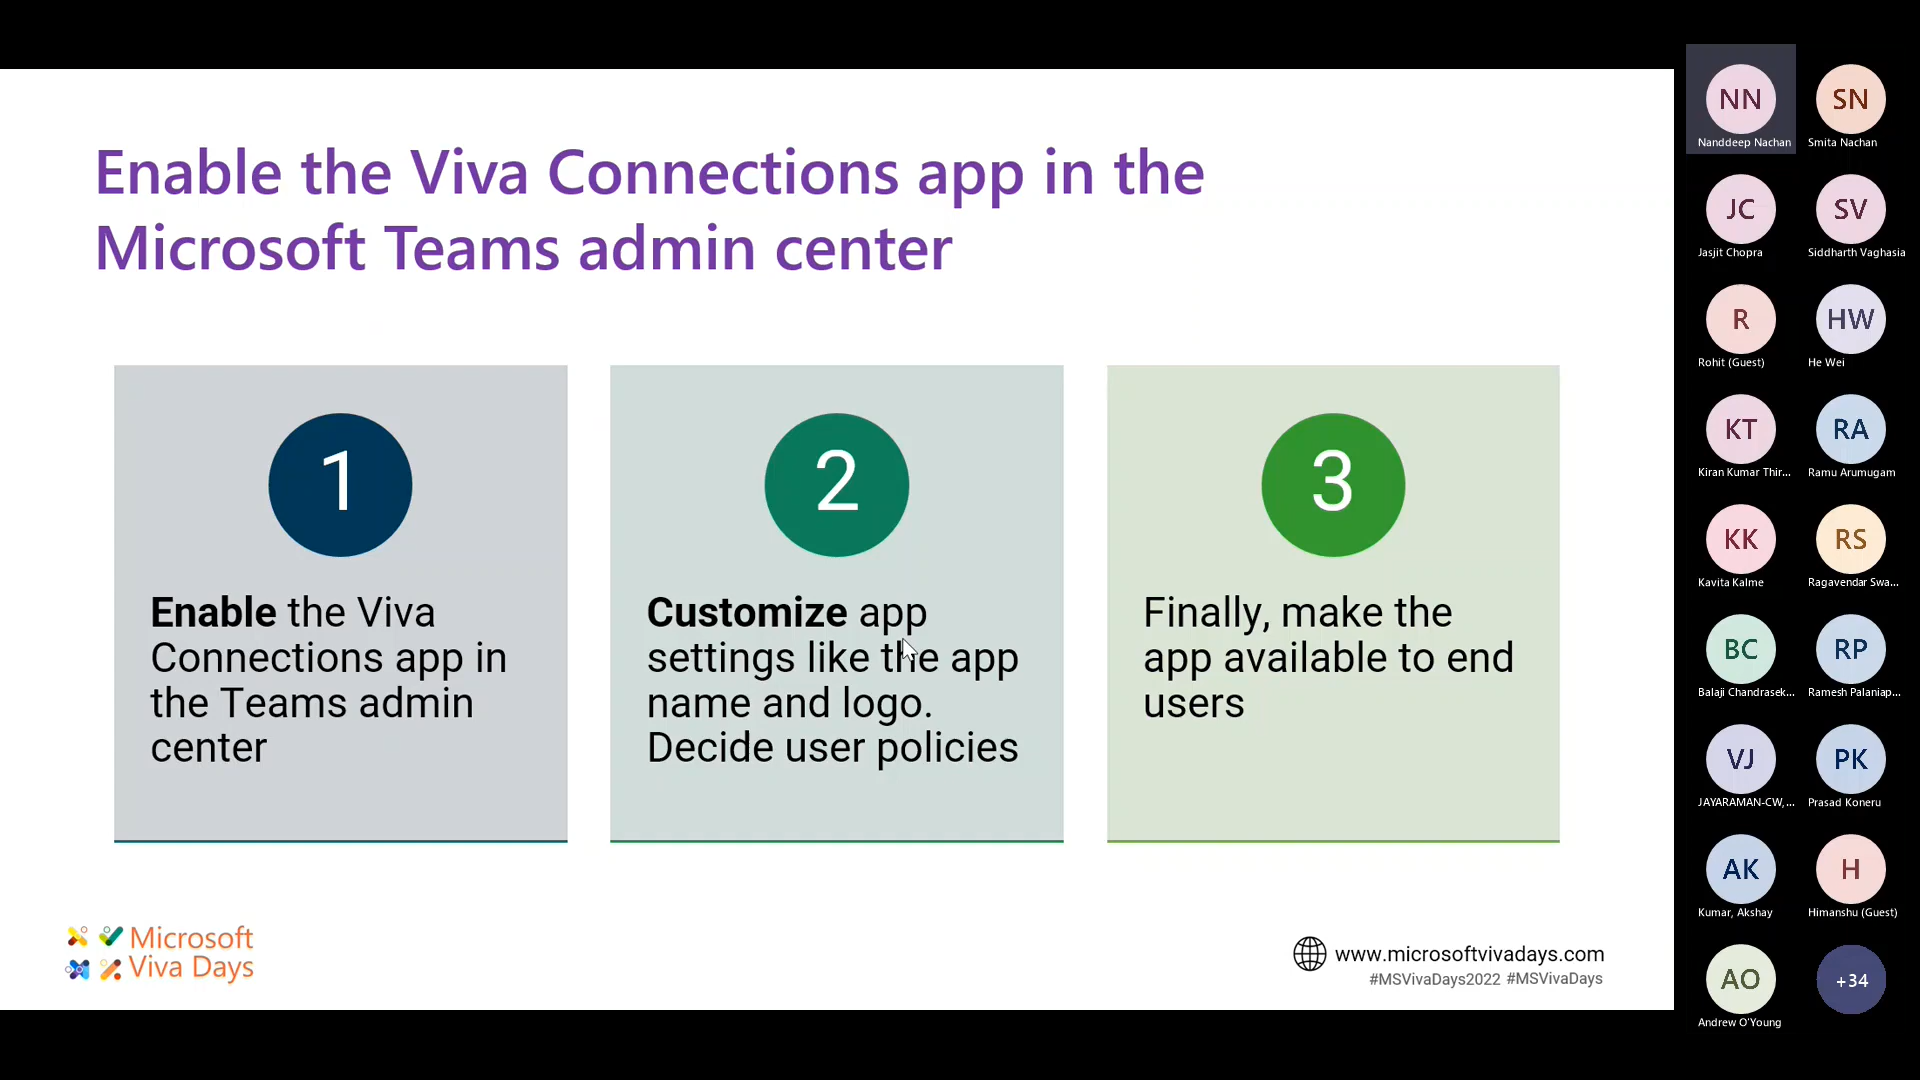 Enable the Viva Connections app in the
Microsoft Teams admin center
1
Enable the Viva
Connections app in
the Teams admin
center
2
Customize app
settings like the app
name and logo.
Decide user policies
3
Finally, make the
app available to end
users
Microsoft
Viva Days
www.microsoftvivadays.com
#MSVivaDays2022 #MSVivaDays
NN
Nanddeep Nachan
SN
Smita Nachan
JC
Jasjit Chopra
SV
Siddharth Vaghasia
R
Rohit (Guest)
HW
He Wei
KT
Kiran Kumar Thir...
RA
Ramu Arumugam
KK
Kavita Kalme
RS
Ragavendar Swa...
BC
Balaji Chandrasek...
RP
Ramesh Palaniap...
VJ
JAYARAMAN-CW,...
PK
Prasad Koneru
AK
Kumar, Akshay
H
Himanshu (Guest)
AO
Andrew O'Young
+34